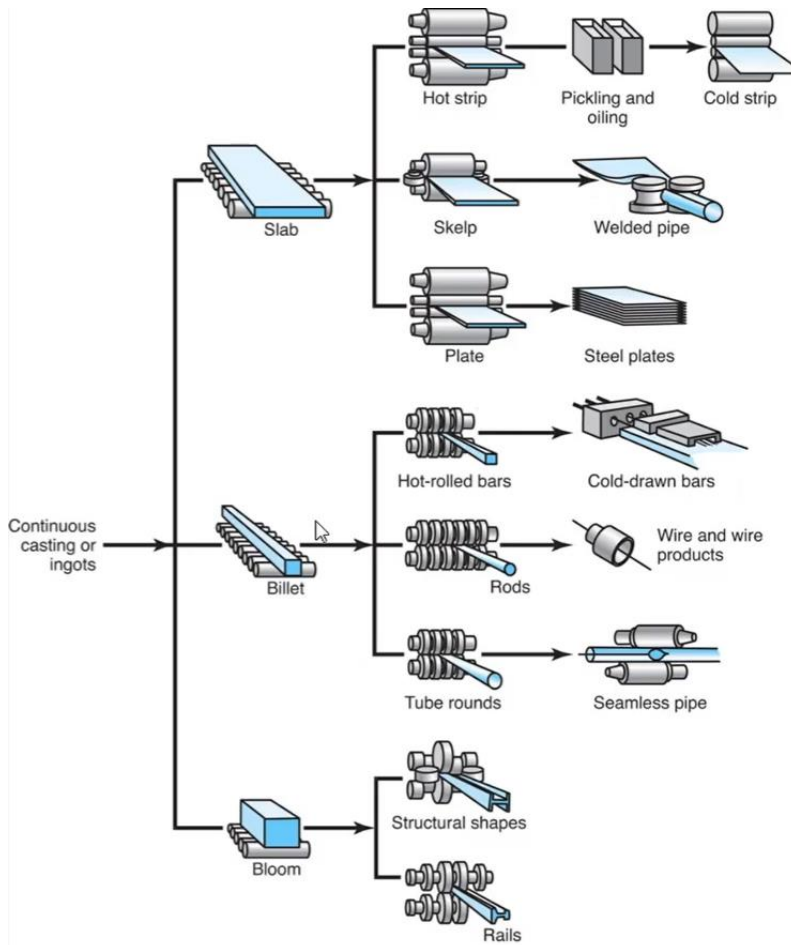 Hot strip
Pickling and
oiling
Cold strip
Slab
Skelp
Welded pipe
Plate
Steel plates
Hot-rolled bars
Cold-drawn bars
Continuous
casting or
ingots
Billet
Rods
Wire and wire
products
Tube rounds
Seamless pipe
Structural shapes
Bloom
Rails